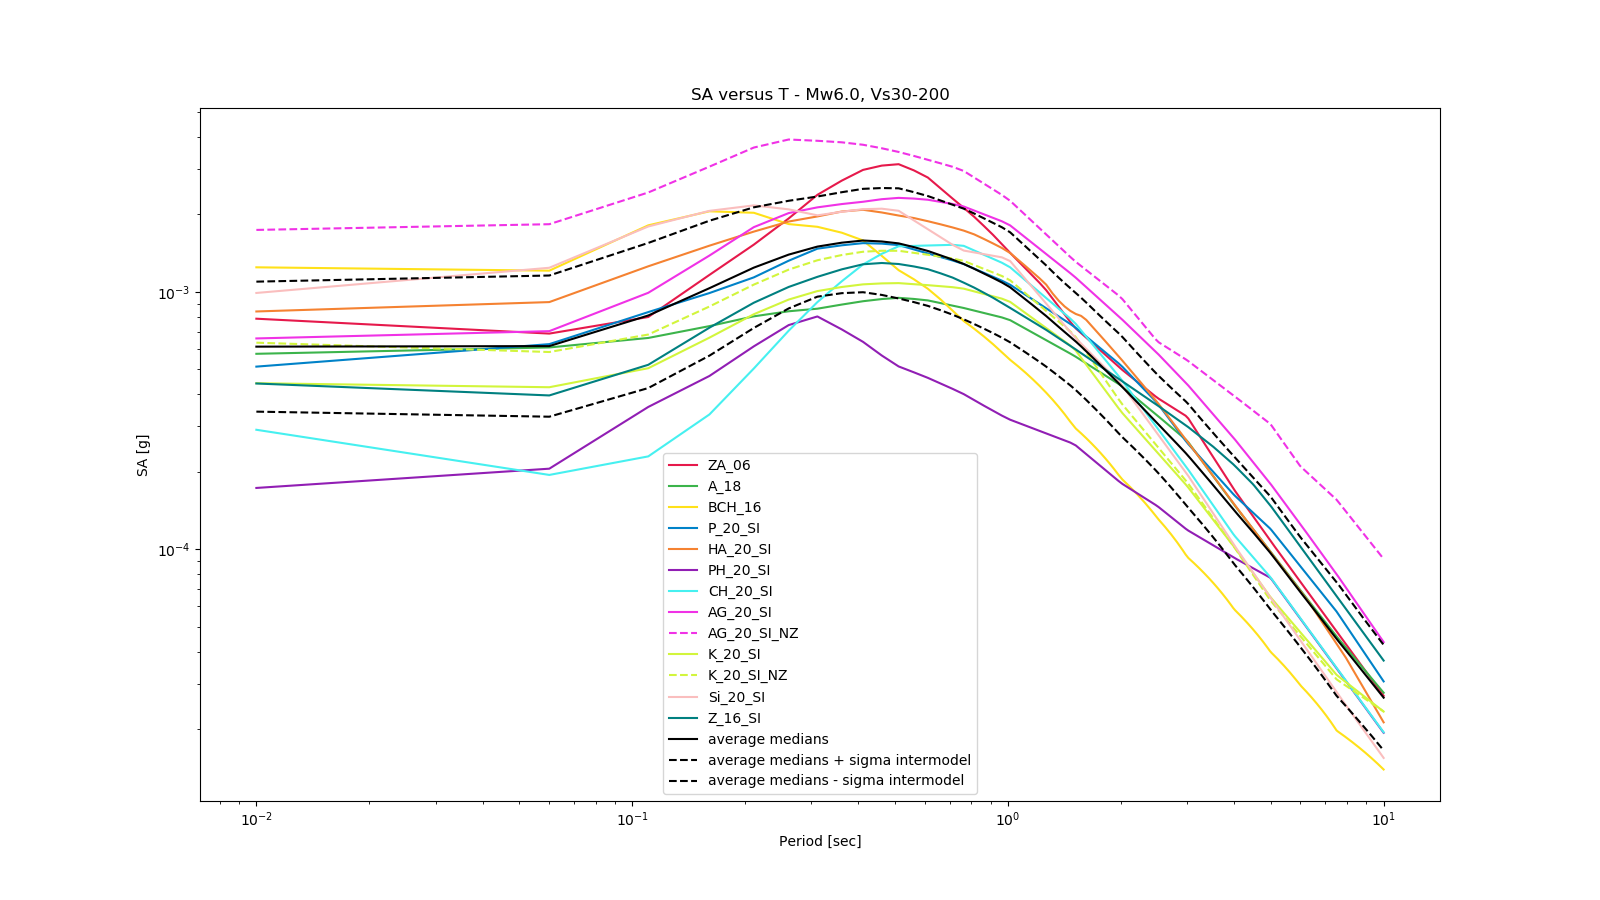 SA versus T - Mw6.0, Vs30-200
SA [g]
10⁻³
10⁻⁴
ZA_06
A_18
BCH_16
P_20_SI
HA_20_SI
PH_20_SI
CH_20_SI
AG_20_SI
AG_20_SI_NZ
K_20_SI
K_20_SI_NZ
Si_20_SI
Z_16_SI
average medians
average medians + sigma intermodel
average medians - sigma intermodel
10⁻² 10⁻¹ 10⁰ 10¹
Period [sec]